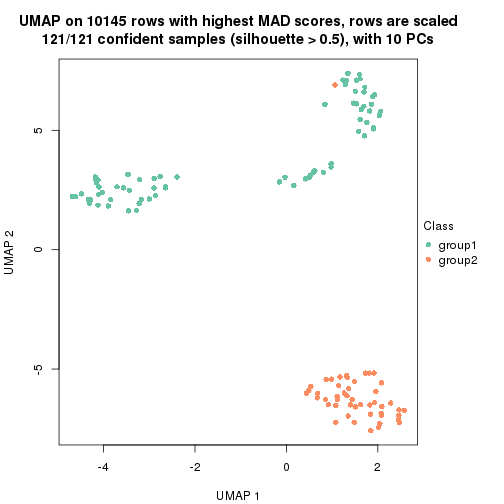 UMAP on 10145 rows with highest MAD scores, rows are scaled
121/121 confident samples (silhouette > 0.5), with 10 PCs
5
0
-5
UMAP 2
-4
-2
0
2
UMAP 1
Class
group1
group2